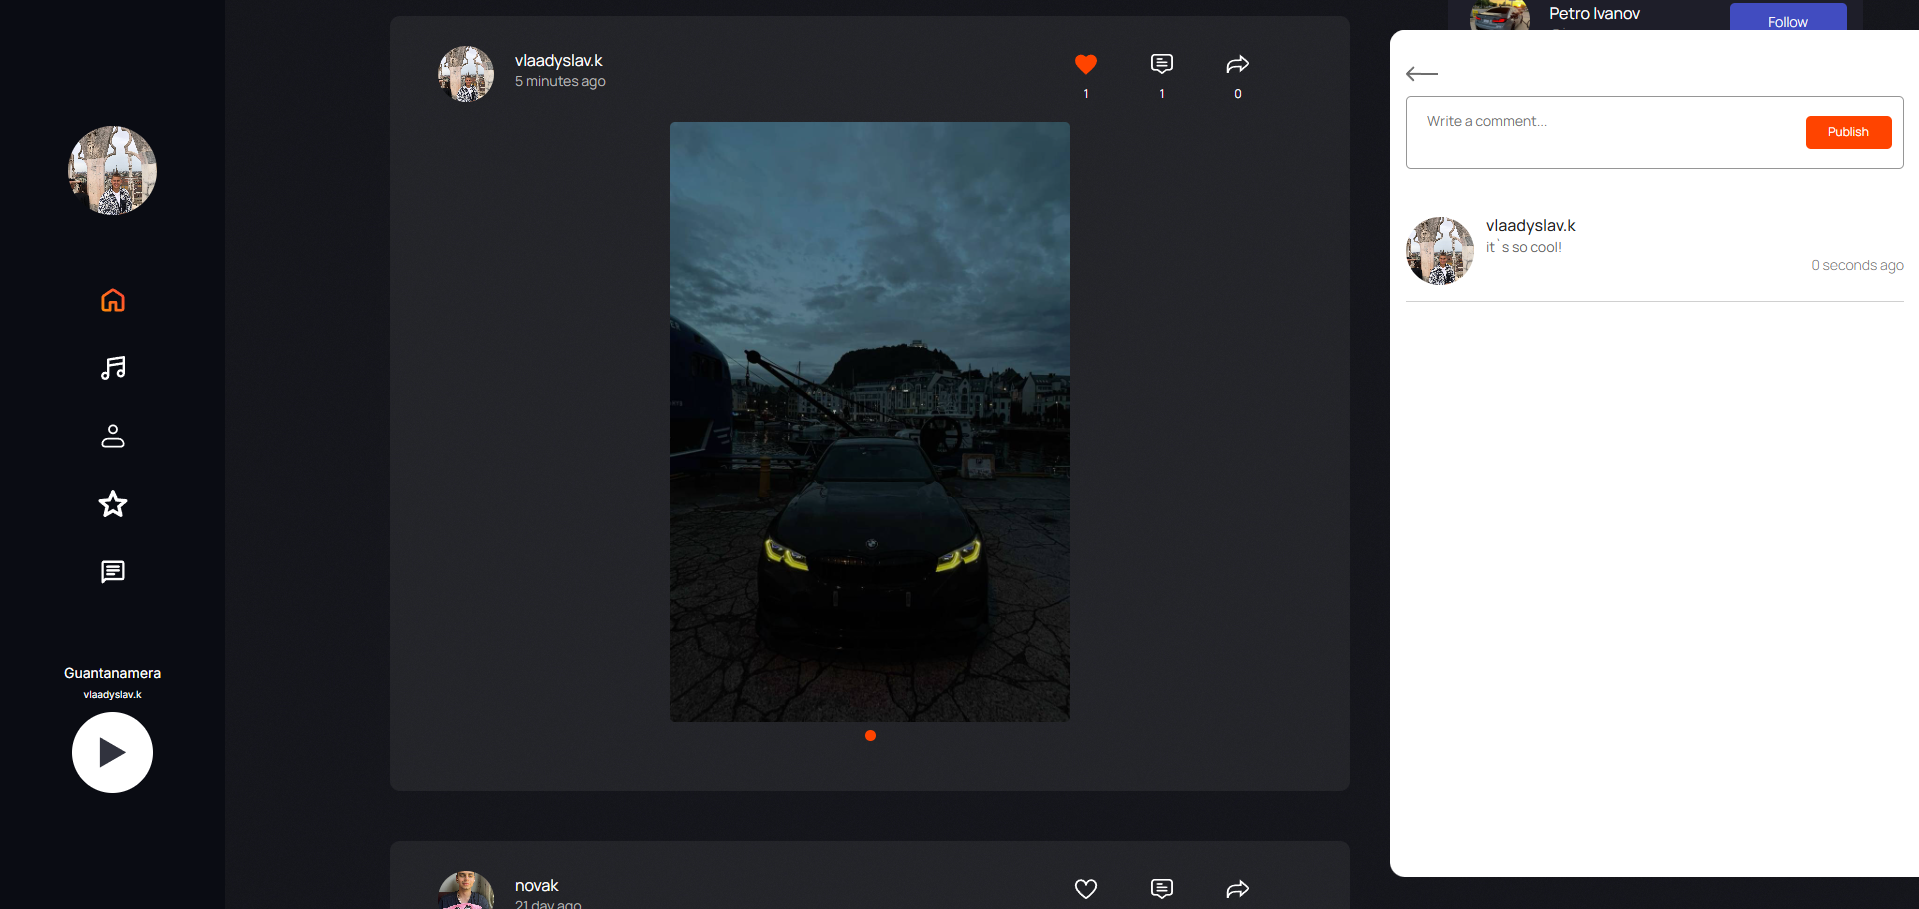 Guantanamera
vlaadyslav.k
vlaadyslav.k
5 minutes ago
1
1
0
novak
21 day ago
Petro Ivanov
Follow
Write a comment...
Publish
vlaadyslav.k
it`s so cool!
0 seconds ago